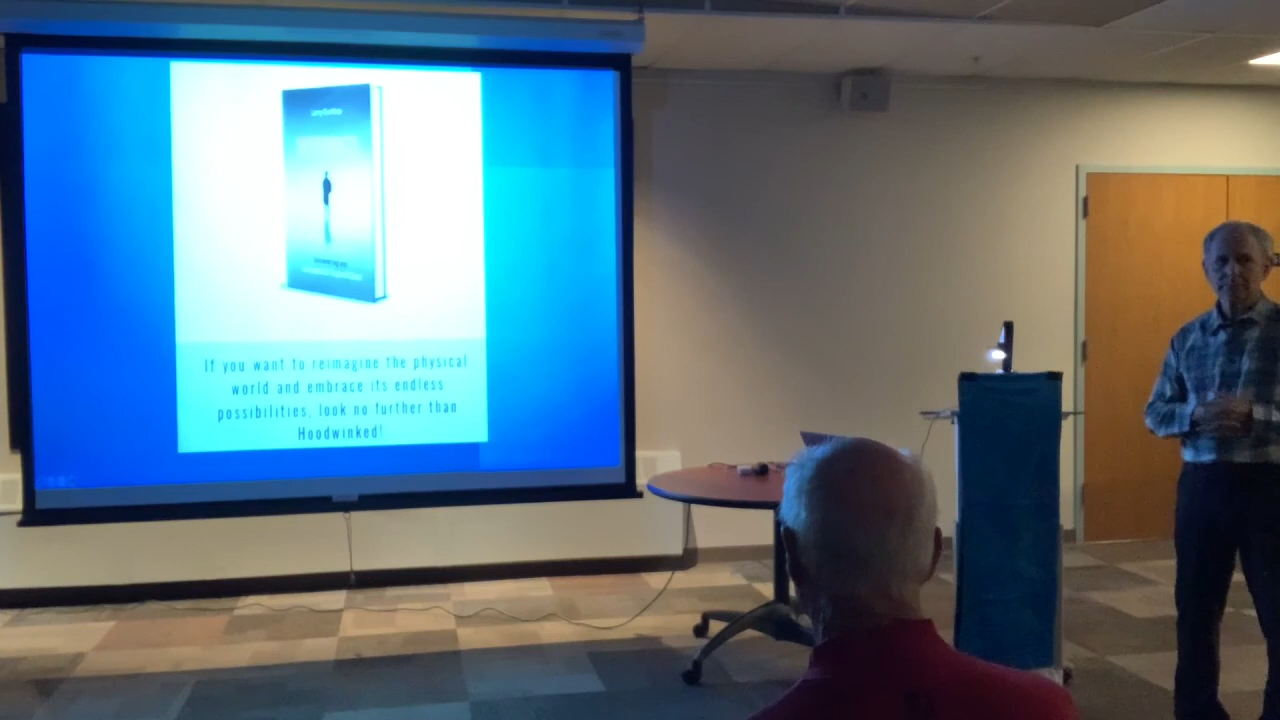 If you want to reimagine the physical
world and embrace its endless
possibilities, look no further than
Hoodwinked!